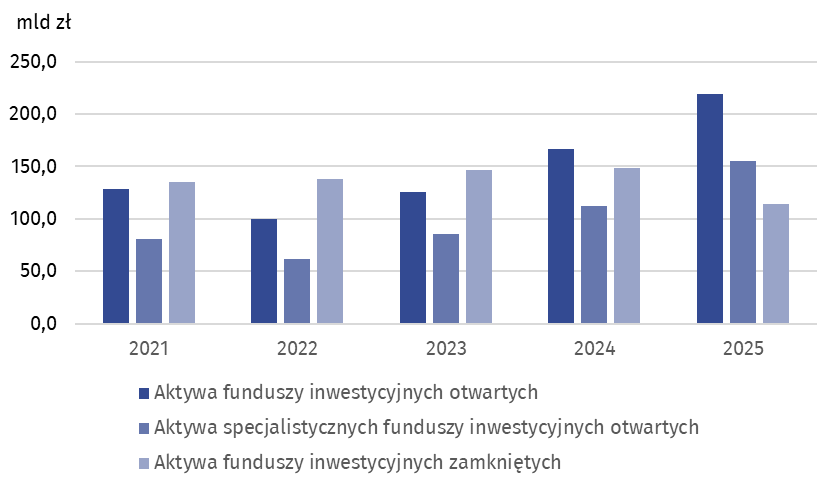 mld zł
250,0
200,0
150,0
100,0
50,0
0,0
2021 2022 2023 2024 2025
Aktywa funduszy inwestycyjnych otwartych
Aktywa specjalistycznych funduszy inwestycyjnych otwartych
Aktywa funduszy inwestycyjnych zamkniętych